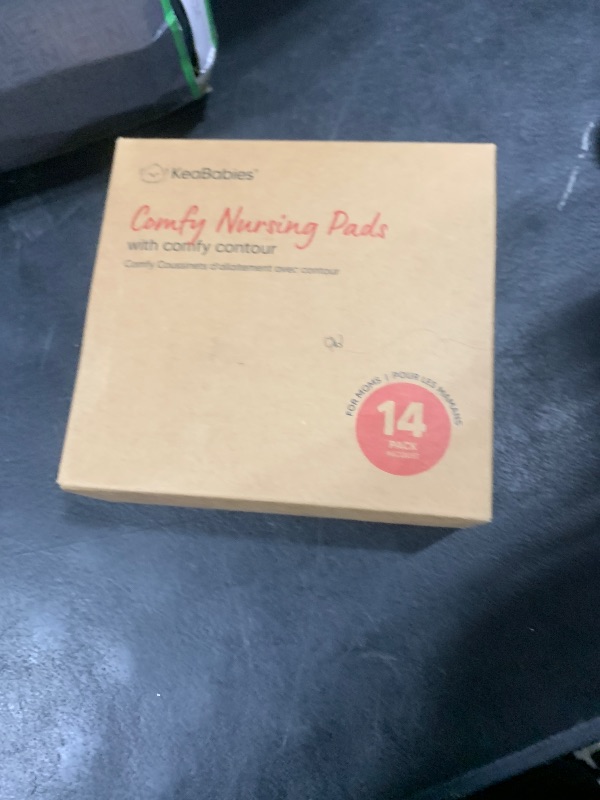 KeaBabies
Comfy Nursing Pads
with comfy contour
Comfy Coussinets d'allaitement avec contour
FOR MOMS | POUR LES MAMANS
14
PACK